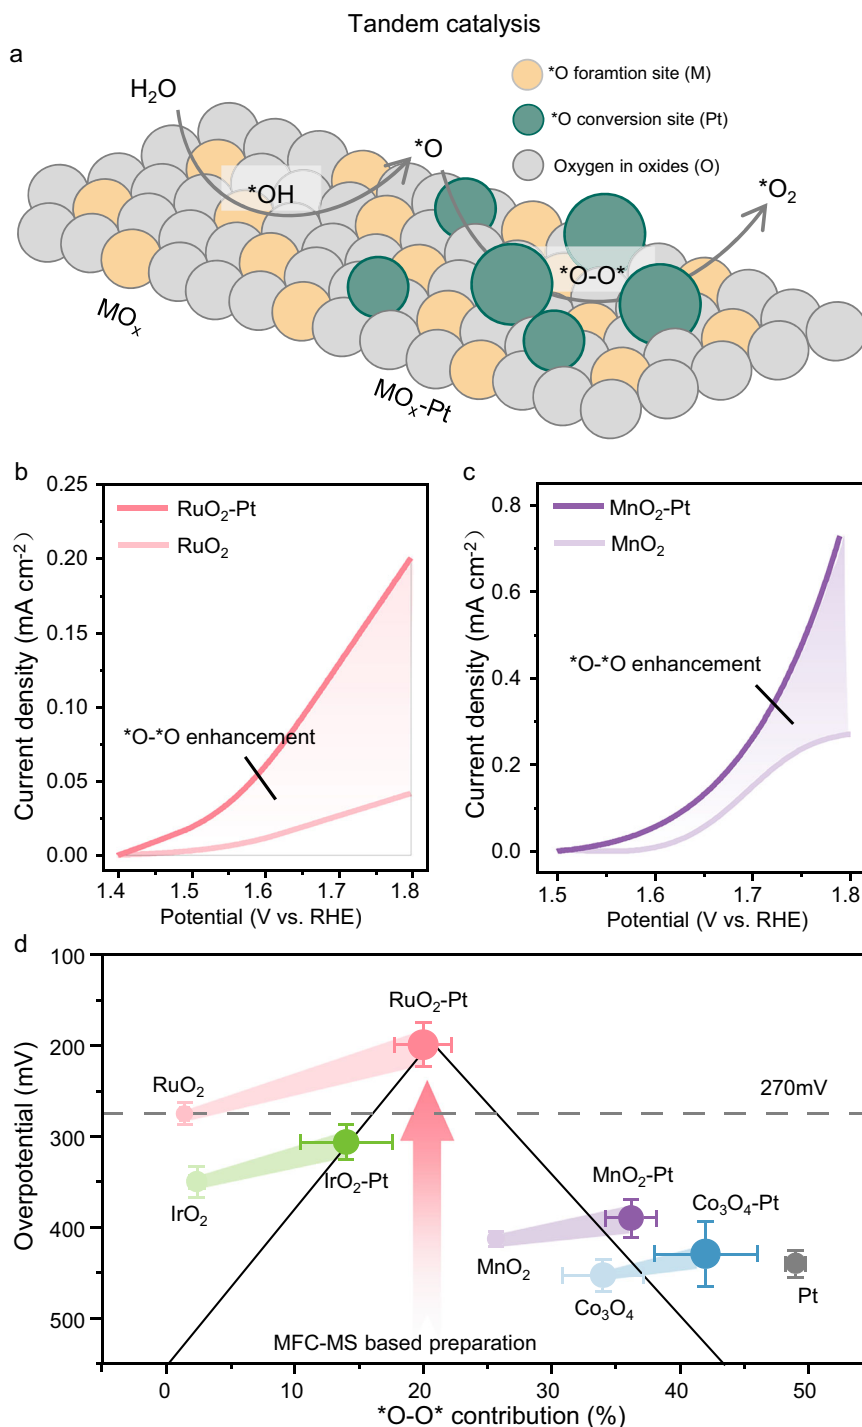 Tandem catalysis
a
*O foramtion site (M)
H₂O
*O conversion site (Pt)
*O
Oxygen in oxides (O)
*OH
*O₂
*O-O*
MOₓ
MOₓ-Pt
b
0.25
RuO₂-Pt
RuO₂
0.20
0.15
0.10
0.05
0.00
*O-*O enhancement
Current density (mA cm⁻²)
1.4 1.5 1.6 1.7 1.8
Potential (V vs. RHE)
c
0.8
MnO₂-Pt
MnO₂
0.6
0.4
0.2
0.0
*O-*O enhancement
Current density (mA cm⁻²)
1.5 1.6 1.7 1.8
Potential (V vs. RHE)
d
100
200
300
400
500
Overpotential (mV)
RuO₂-Pt
RuO₂
270mV
IrO₂-Pt
IrO₂
MnO₂-Pt
Co₃O₄-Pt
MnO₂
Co₃O₄
Pt
MFC-MS based preparation
0 10 20 30 40 50
*O-O* contribution (%)